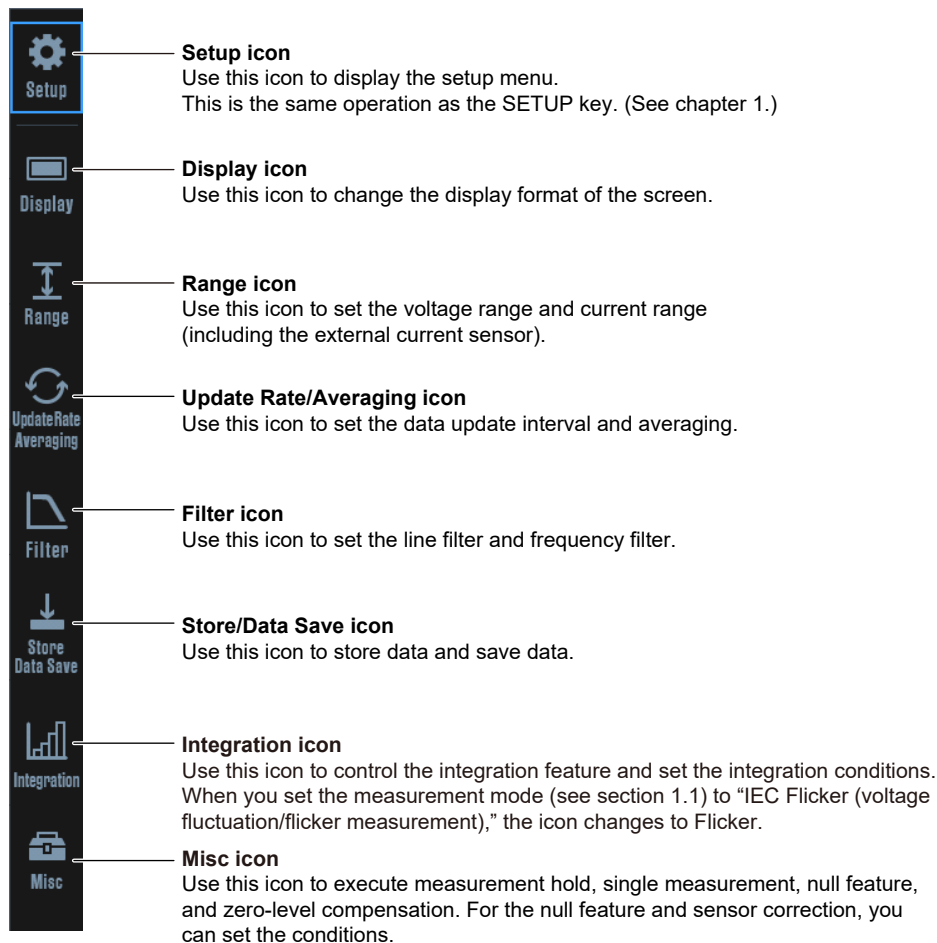 Setup
Setup icon
Use this icon to display the setup menu.
This is the same operation as the SETUP key. (See chapter 1.)
Display
Display icon
Use this icon to change the display format of the screen.
Range
Range icon
Use this icon to set the voltage range and current range
(including the external current sensor).
UpdateRate
Averaging
Update Rate/Averaging icon
Use this icon to set the data update interval and averaging.
Filter
Filter icon
Use this icon to set the line filter and frequency filter.
Store
Data Save
Store/Data Save icon
Use this icon to store data and save data.
Integration
Integration icon
Use this icon to control the integration feature and set the integration conditions.
When you set the measurement mode (see section 1.1) to “IEC Flicker (voltage
fluctuation/flicker measurement),” the icon changes to Flicker.
Misc
Misc icon
Use this icon to execute measurement hold, single measurement, null feature,
and zero-level compensation. For the null feature and sensor correction, you
can set the conditions.